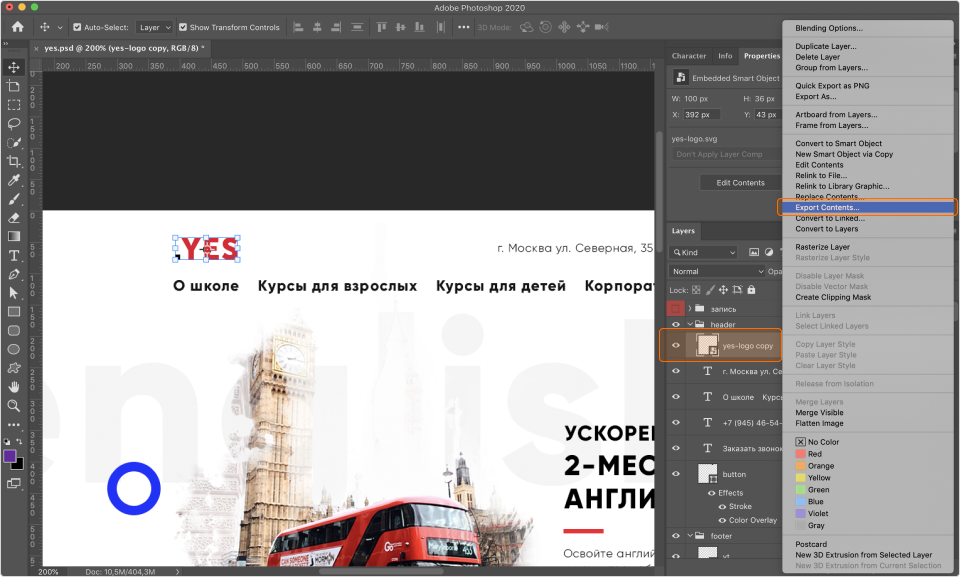 Adobe Photoshop 2020
Auto-Select: Layer Show Transform Controls 3D Mode:
yes.psd @ 200% (yes-logo copy, RGB/8) *
200 250 300 350 400 450 500 550 600 650 700 750 800 850 900 950 1000 1050 1100
YES
г. Москва ул. Северная, 35
О школе Курсы для взрослых Курсы для детей Корпорат
english
УСКОРЕ
2-МЕС
АНГЛИ
Освойте англий
Go
Marylebone 453
200% Doc: 10,5M/404,3M
Character Info Properties
Embedded Smart Object
W: 100 px H: 36 px
X: 392 px Y: 43 px
yes-logo.svg
Don't Apply Layer Comp
Edit Contents
Layers
Kind
Normal Opa
Lock:
запись
header
yes-logo copy
г. Москва ул. Се
О школе Курсы
+7 (945) 46-54-
Заказать звонок
button
Effects
Stroke
Color Overlay
footer
Blending Options...
Duplicate Layer...
Delete Layer
Group from Layers...
Quick Export as PNG
Export As...
Artboard from Layers...
Frame from Layers...
Convert to Smart Object
New Smart Object via Copy
Edit Contents
Relink to File...
Relink to Library Graphic...
Replace Contents...
Export Contents...
Convert to Linked...
Convert to Layers
Rasterize Layer
Rasterize Layer Style
Disable Layer Mask
Disable Vector Mask
Create Clipping Mask
Link Layers
Select Linked Layers
Copy Layer Style
Paste Layer Style
Clear Layer Style
Release from Isolation
Merge Layers
Merge Visible
Flatten Image
No Color
Red
Orange
Yellow
Green
Blue
Violet
Gray
Postcard
New 3D Extrusion from Selected Layer
New 3D Extrusion from Current Selection